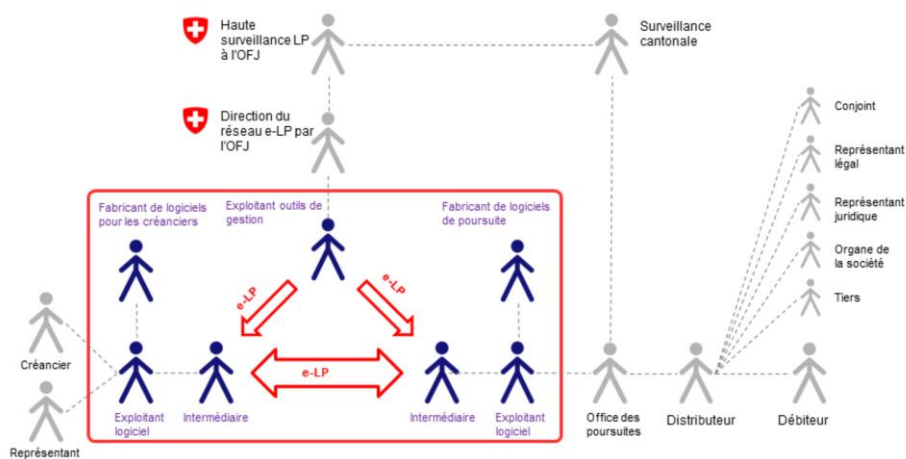 Haute
surveillance LP
à l'OFJ
Surveillance
cantonale
Direction du
réseau e-LP par
l'OFJ
Conjoint
Représentant
légal
Représentant
juridique
Organe de
la société
Tiers
Fabricant de logiciels
pour les créanciers
Exploitant outils de
gestion
Fabricant de logiciels
de poursuite
e-LP
e-LP
e-LP
Créancier
Représentant
Exploitant
logiciel
Intermédiaire
Intermédiaire
Exploitant
logiciel
Office des
poursuites
Distributeur
Débiteur